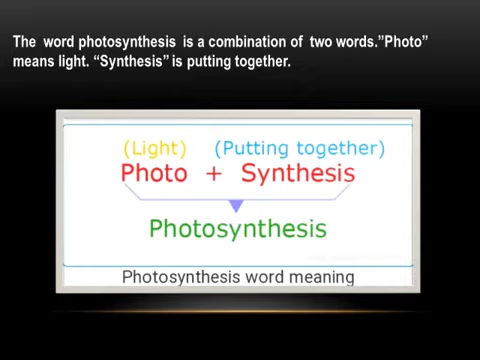 The word photosynthesis is a combination of two words.”Photo”
means light. “Synthesis” is putting together.
(Light) (Putting together)
Photo + Synthesis
Photosynthesis
Photosynthesis word meaning